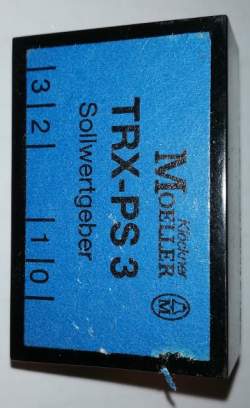 Klöckner
MOELLER M
TRX-PS 3
Sollwertgeber
|3|2| |1|0|